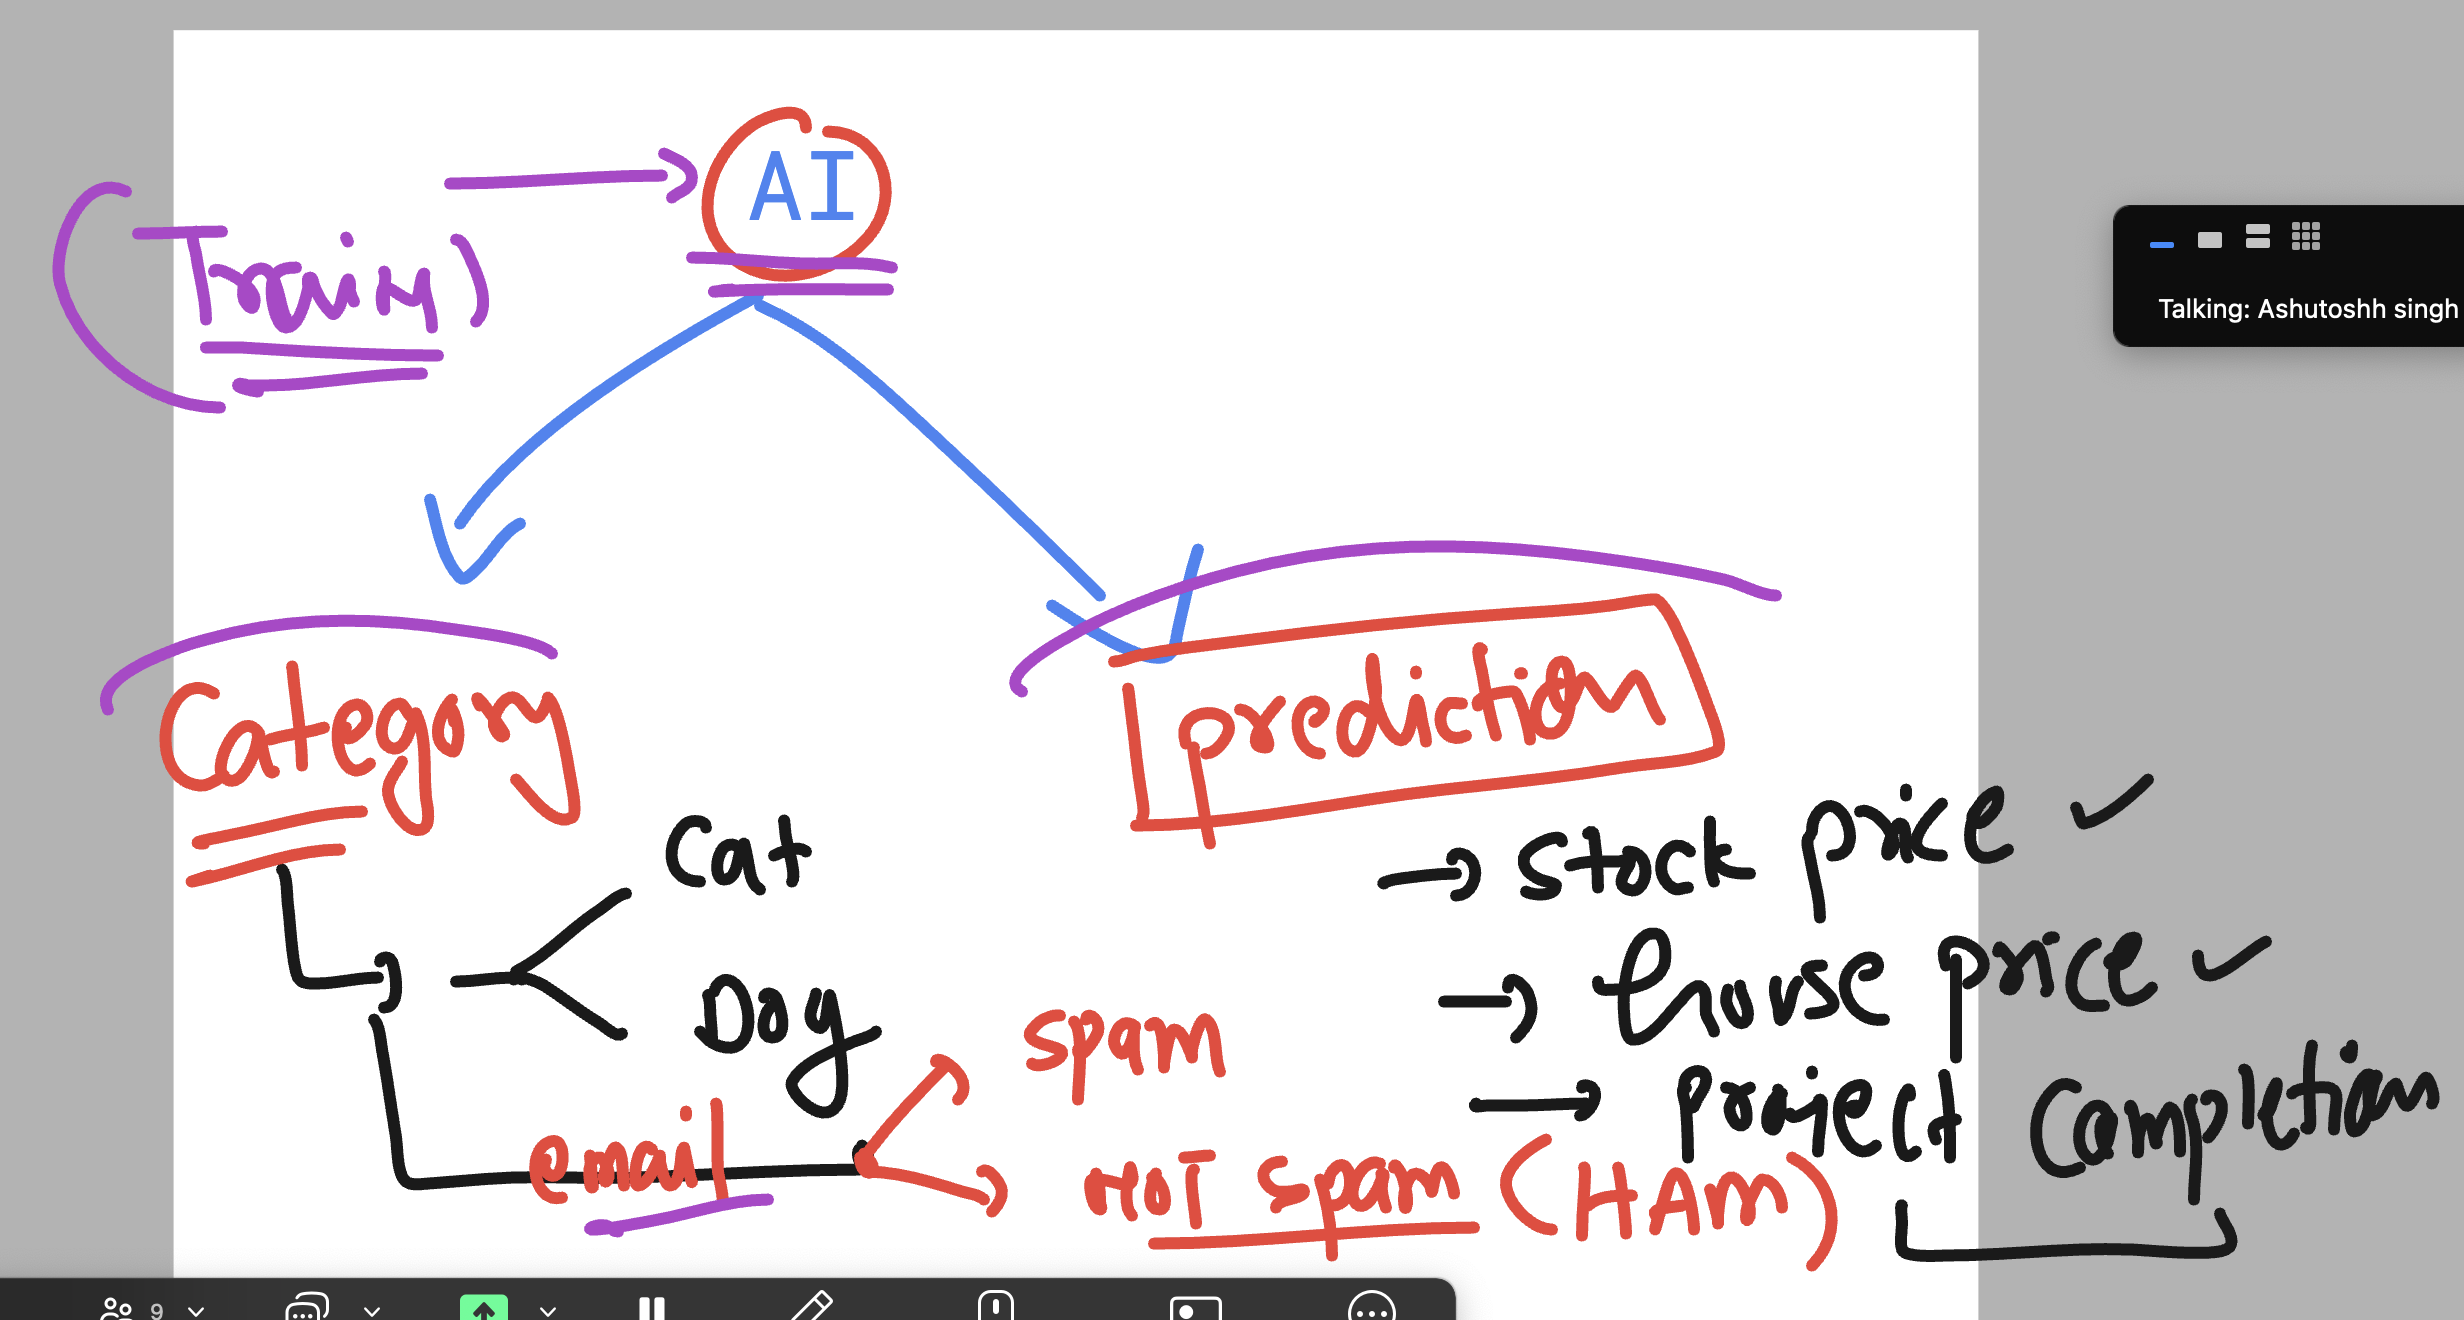 AI
(Train)
Talking: Ashutoshh singh
Category
prediction
Cat
Dog
→ Stock price ✓
→ house price ✓
→ project Completion
email
spam
NOT spam (HAM)
9